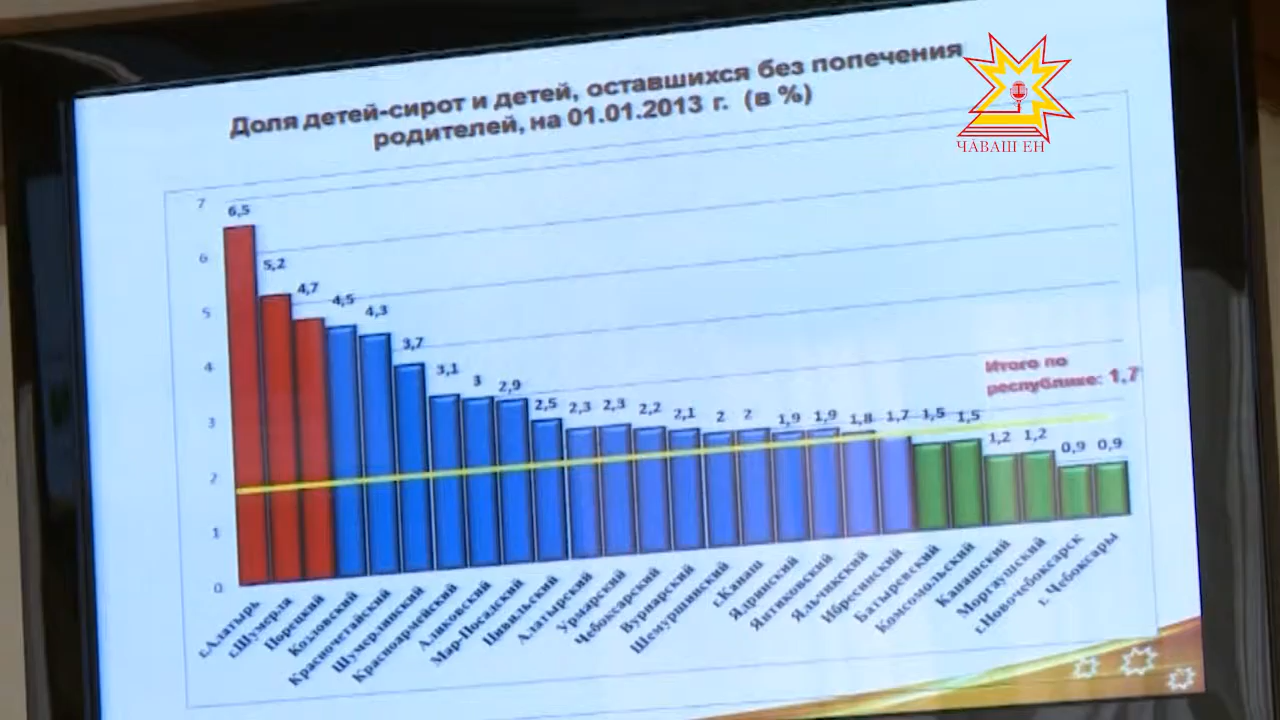 Доля детей-сирот и детей, оставшихся без попечения
родителей, на 01.01.2013 г. (в %)
ЧĂВАШ ЕН
7
6
5
4
3
2
1
0
6,5
5,2
4,7
4,5
4,3
3,7
3,1
3
2,9
2,5
2,3
2,3
2,2
2,1
2
2
1,9
1,9
1,8
1,7
1,5
1,5
1,2
1,2
0,9
0,9
Итого по
республике: 1,7
г.Алатырь
г.Шумерля
Порецкий
Козловский
Красночетайский
Шумерлинский
Красноармейский
Аликовский
Мар-Посадский
Цивильский
Алатырский
Урмарский
Чебоксарский
Вурнарский
Шемуршинский
г.Канаш
Ядринский
Янтиковский
Яльчикский
Ибресинский
Батыревский
Комсомольский
Канашский
Моргаушский
г.Новочебоксарск
г. Чебоксары